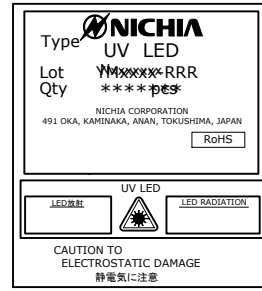 NICHIA
Type UV LED
Lot YMxxxx-RRR
Qty ***** pcs
NICHIA CORPORATION
491 OKA, KAMINAKA, ANAN, TOKUSHIMA, JAPAN
RoHS
UV LED
LED放射
LED RADIATION
CAUTION TO
ELECTROSTATIC DAMAGE
静電気に注意